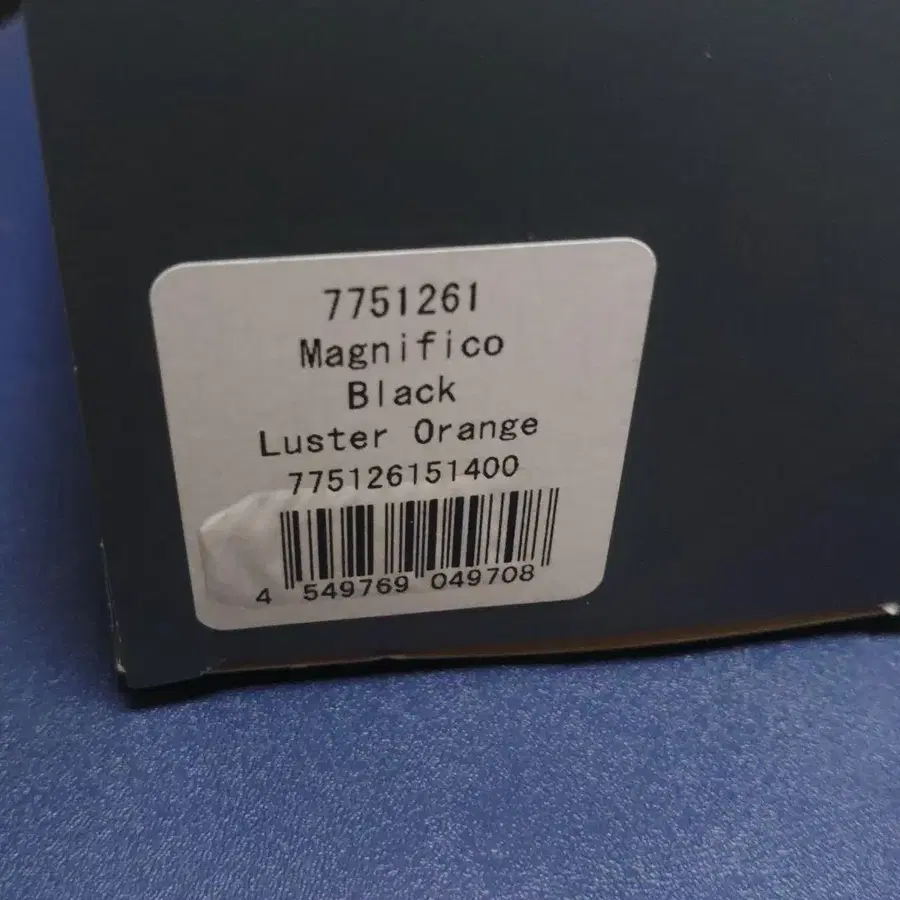 7751261
Magnifico
Black
Luster Orange
775126151400
4 549769 049708